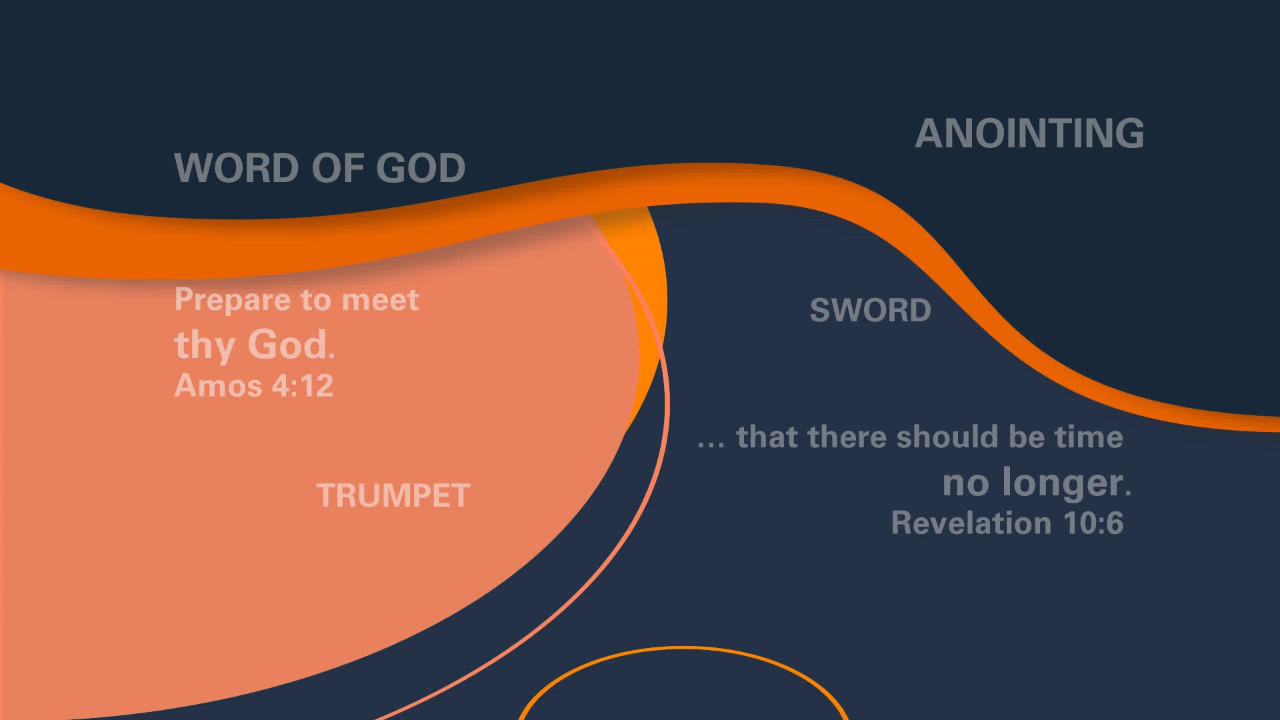 ANOINTING
WORD OF GOD
Prepare to meet
thy God.
Amos 4:12
SWORD
... that there should be time
no longer.
Revelation 10:6
TRUMPET